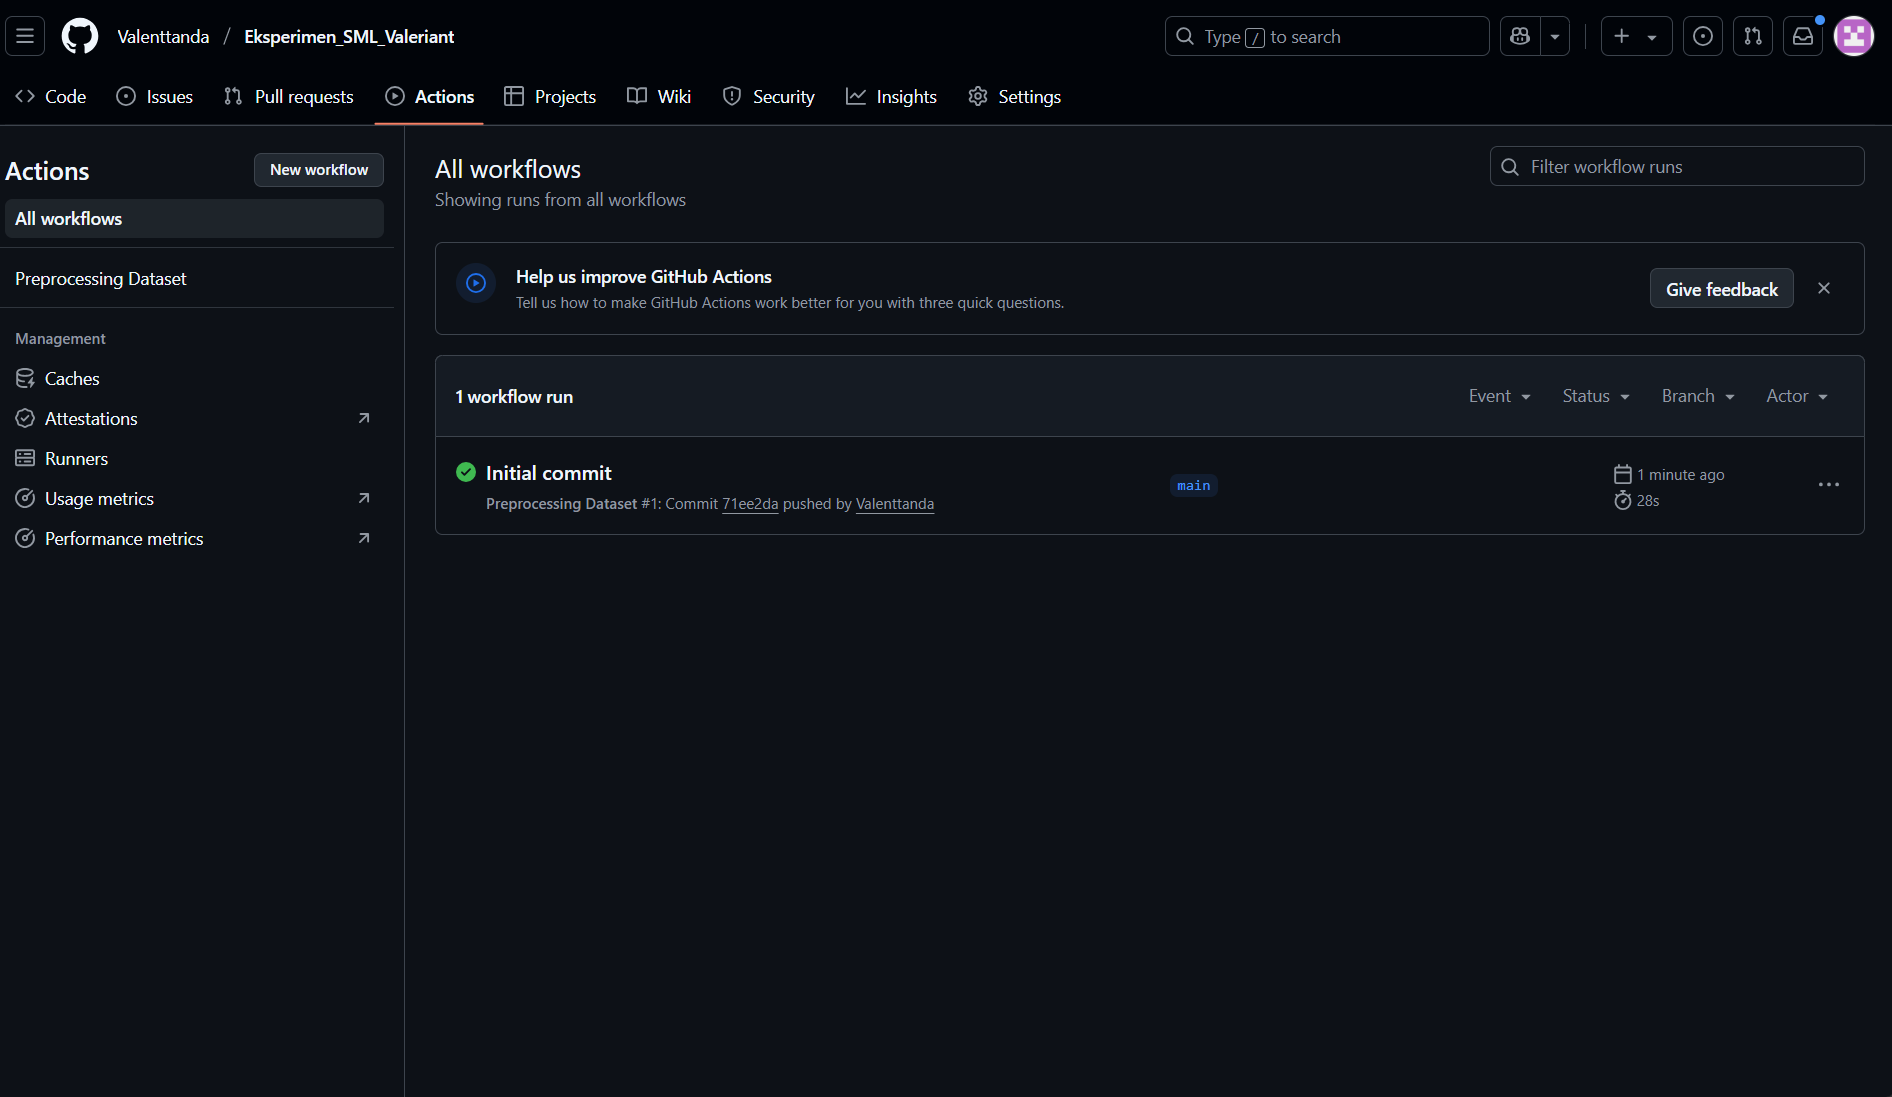 Valenttanda / Eksperimen_SML_Valeriant
Type / to search
Code
Issues
Pull requests
Actions
Projects
Wiki
Security
Insights
Settings
Actions
New workflow
All workflows
Preprocessing Dataset
Management
Caches
Attestations
Runners
Usage metrics
Performance metrics
All workflows
Showing runs from all workflows
Filter workflow runs
Help us improve GitHub Actions
Tell us how to make GitHub Actions work better for you with three quick questions.
Give feedback
1 workflow run
Event
Status
Branch
Actor
Initial commit
Preprocessing Dataset #1: Commit 71ee2da pushed by Valenttanda
main
1 minute ago
28s